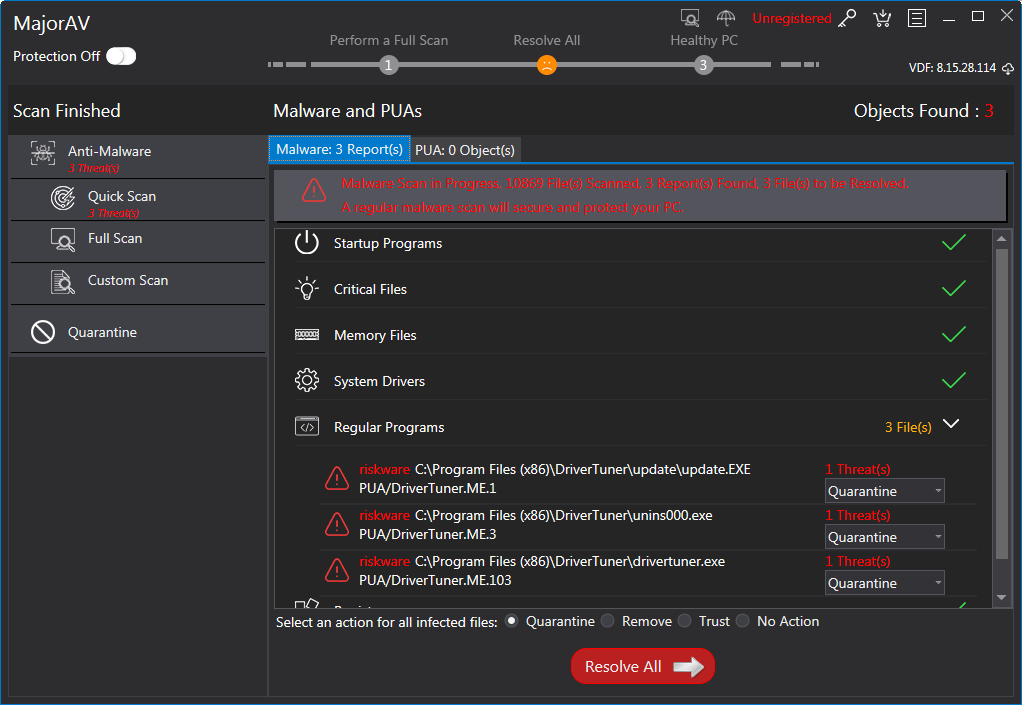 MajorAV
Unregistered
Perform a Full Scan
Resolve All
Healthy PC
Protection Off
1
3
VDF: 8.15.28.114
Scan Finished
Malware and PUAs
Objects Found : 3
Anti-Malware
3 Threat(s)
Quick Scan
3 Threat(s)
Full Scan
Custom Scan
Quarantine
Malware: 3 Report(s)
PUA: 0 Object(s)
Malware Scan in Progress. 10869 File(s) Scanned, 3 Report(s) Found, 3 File(s) to be Resolved.
A regular malware scan will secure and protect your PC.
Startup Programs
Critical Files
Memory Files
System Drivers
Regular Programs
3 File(s)
riskware C:\Program Files (x86)\DriverTuner\update\update.EXE
1 Threat(s)
PUA/DriverTuner.ME.1
Quarantine
riskware C:\Program Files (x86)\DriverTuner\unins000.exe
1 Threat(s)
PUA/DriverTuner.ME.3
Quarantine
riskware C:\Program Files (x86)\DriverTuner\drivertuner.exe
1 Threat(s)
PUA/DriverTuner.ME.103
Quarantine
Select an action for all infected files: Quarantine Remove Trust No Action
Resolve All